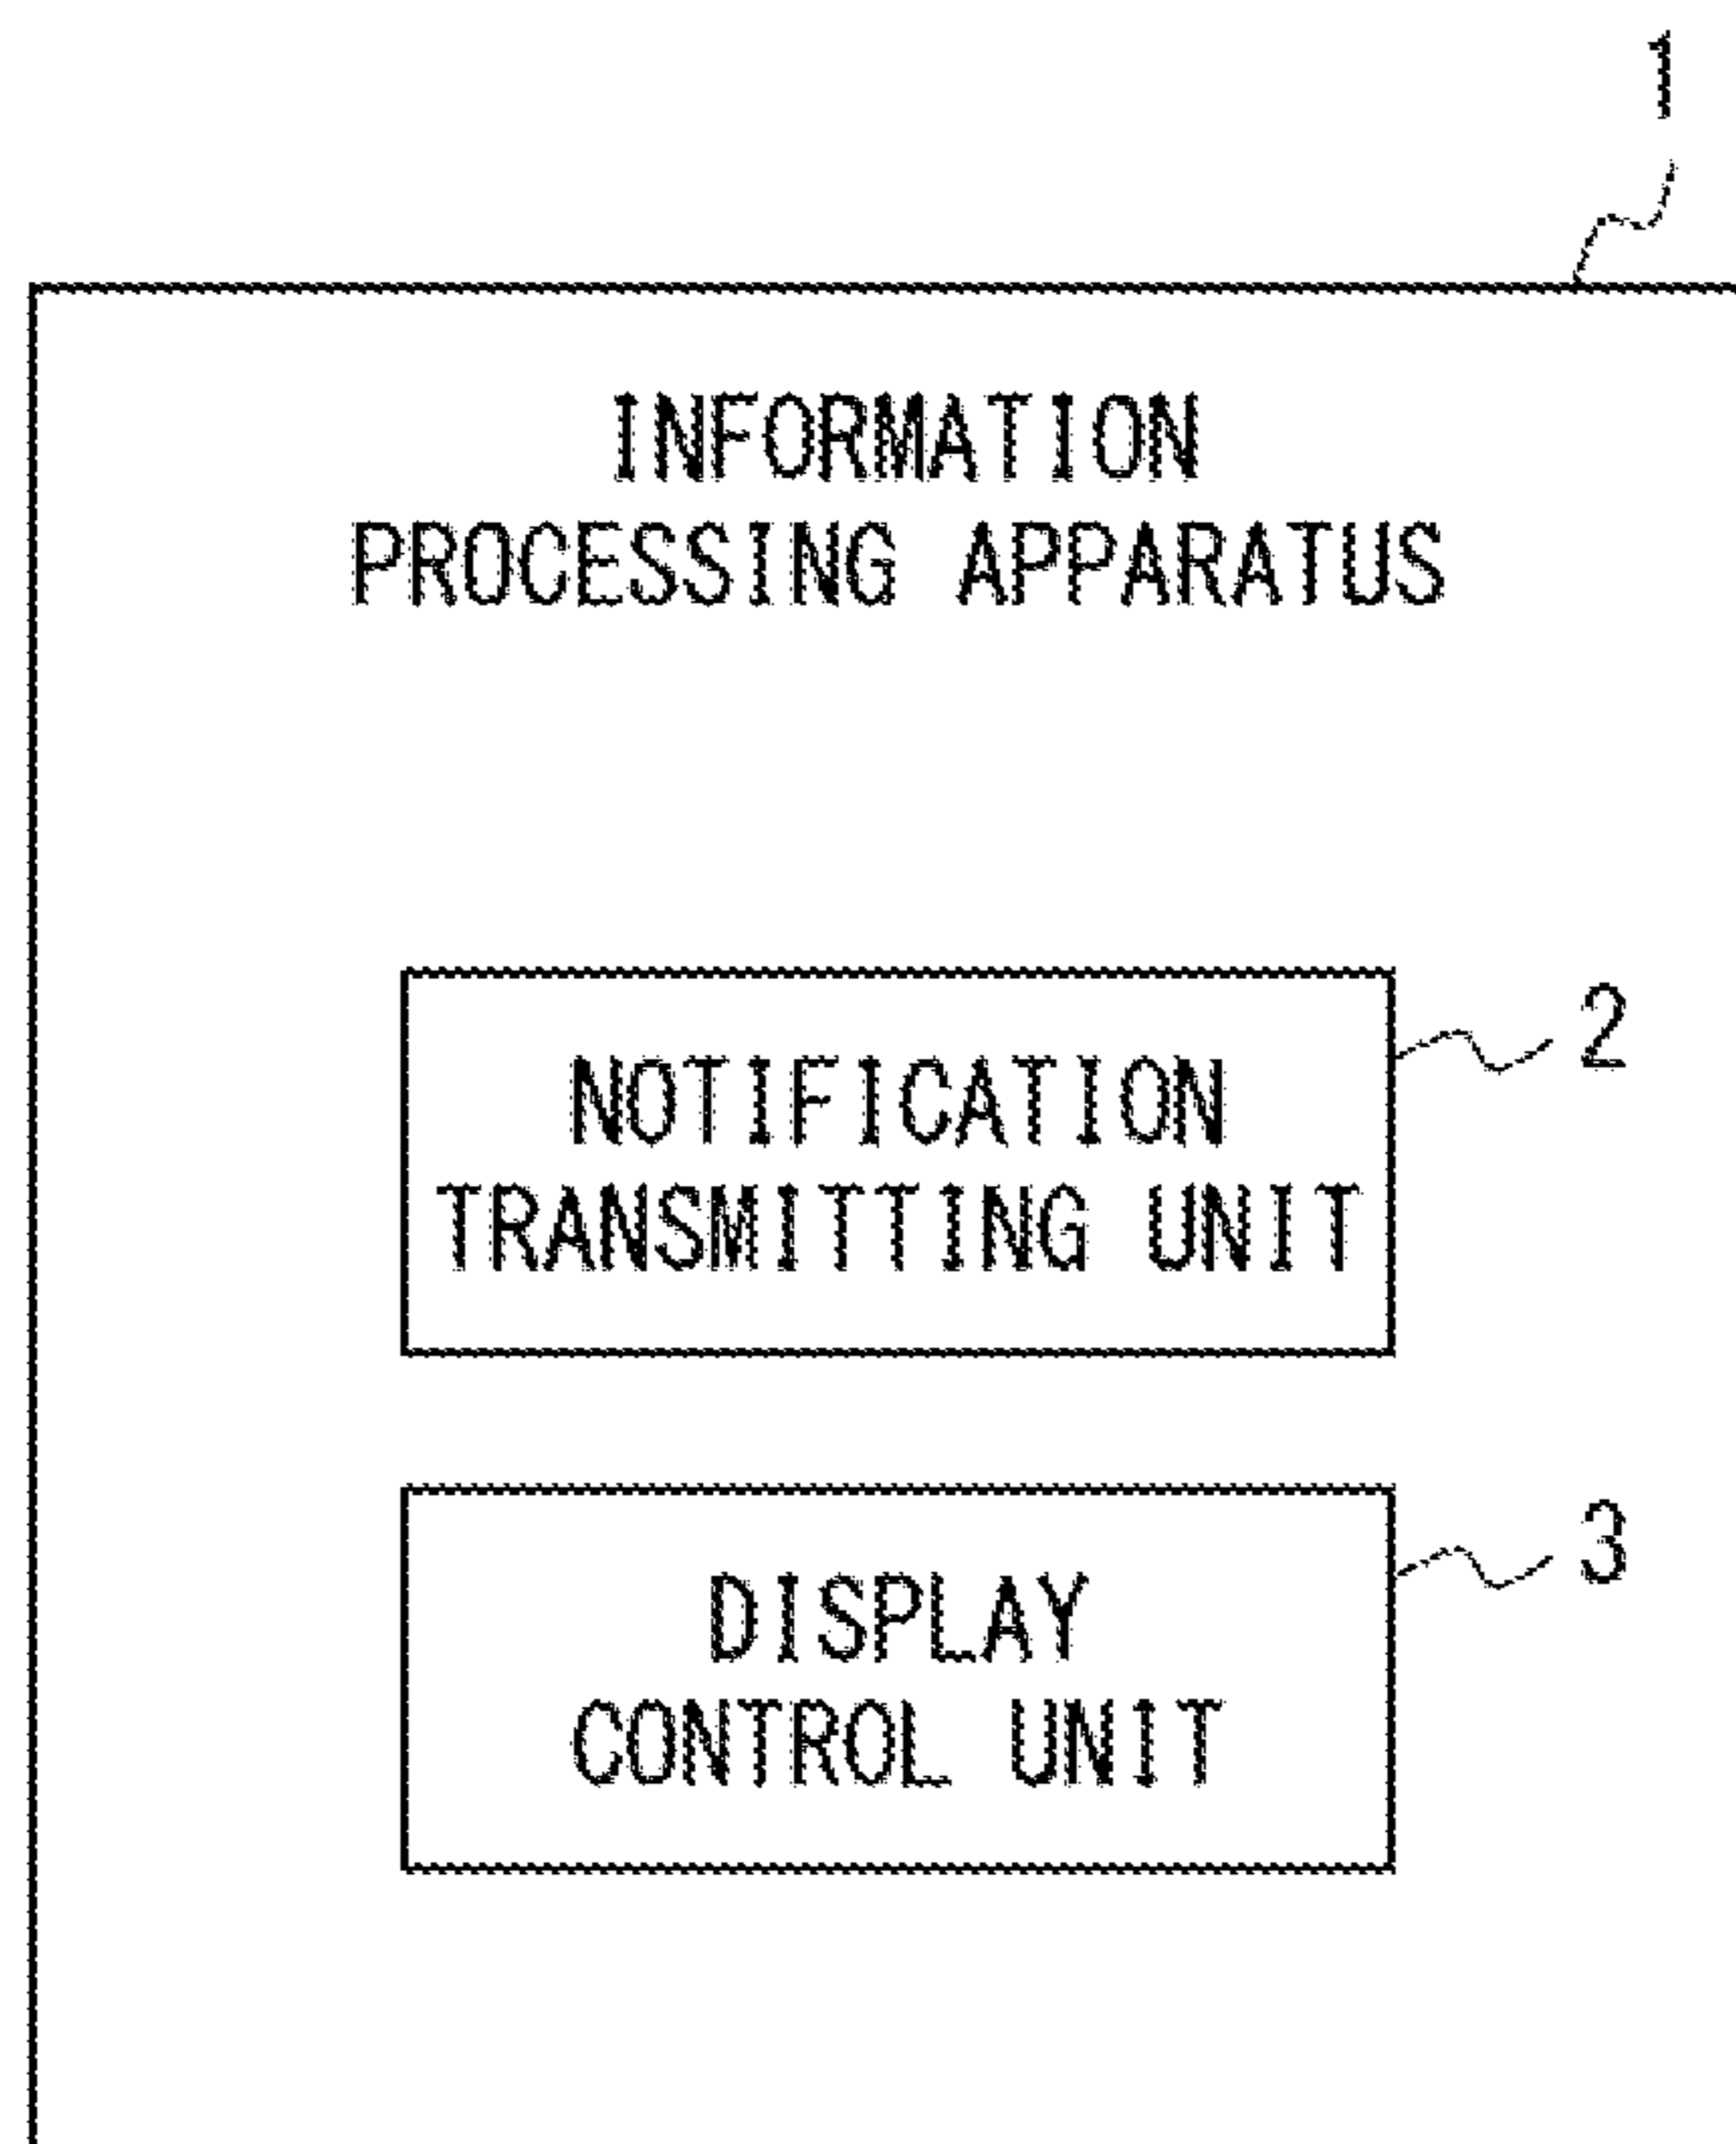 1
INFORMATION
PROCESSING APPARATUS
2
NOTIFICATION
TRANSMITTING UNIT
3
DISPLAY
CONTROL UNIT